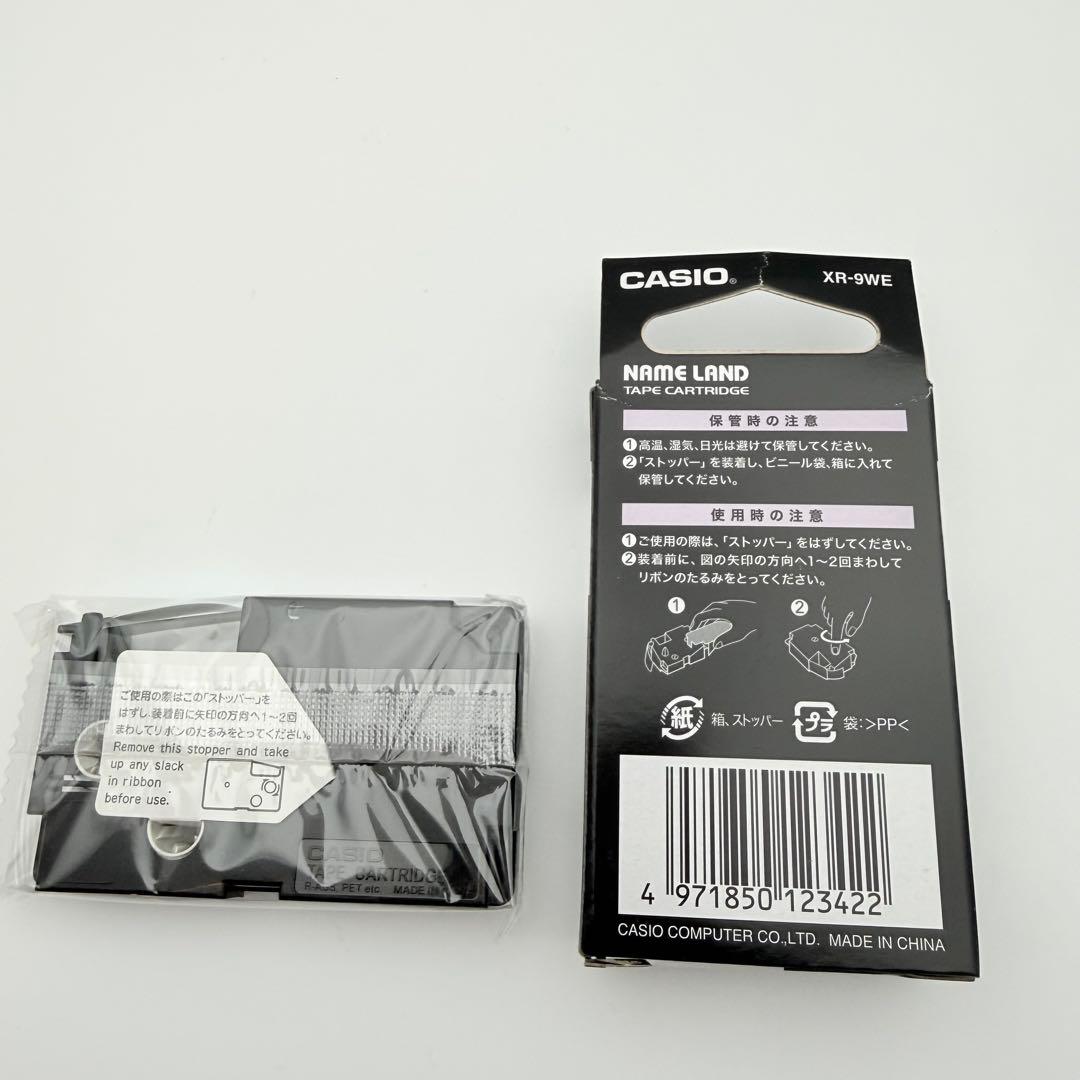 CASIO®
XR-9WE
NAME LAND
TAPE CARTRIDGE
保管時の注意
❶高温、湿気、日光は避けて保管してください。
❷「ストッパー」を装着し、ビニール袋、箱に入れて
保管してください。
使用時の注意
❶ご使用の際は、「ストッパー」をはずしてください。
❷装着前に、図の矢印の方向へ1〜2回まわして
リボンのたるみをとってください。
❶
❷
紙 箱、ストッパー
プラ 袋:>PP<
4 971850 123422
CASIO COMPUTER CO.,LTD. MADE IN CHINA
ご使用の際はこの「ストッパー」を
はずし、装着前に矢印の方向へ1〜2回
まわしてリボンのたるみをとってください。
Remove this stopper and take
up any slack
in ribbon
before use.
CASIO
TAPE CARTRIDGE
PET etc. MADE IN